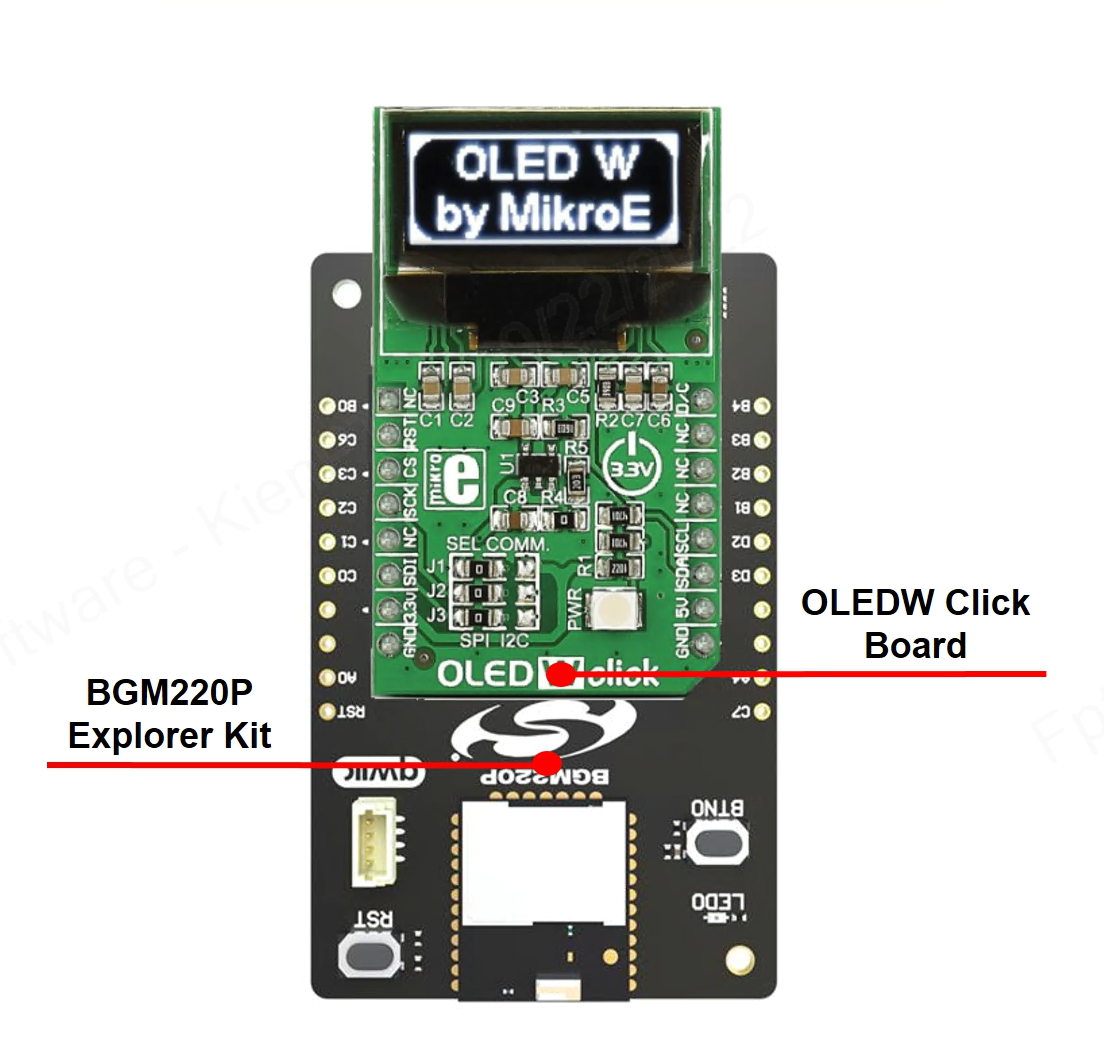 OLED W
by MikroE
NC
RST
CS
SCK
NC
SDI
3.3V
GND
C1 C2
C9 C3
R3 C5
R2 C7 C6
U1
R5
C8 R4
mikro
e
3.3V
D/C
NC
NC
NC
SCL
SDA
5V
GND
SEL COMM.
J1
J2
J3
SPI I2C
R1
PWR
OLED W click
B0
C6
C3
C2
C1
C0
A0
RST
B4
B3
B2
B1
D2
D3
C7
OLEDW Click
Board
BGM220P
Explorer Kit
BGM220P
qwiic
BTN0
LED0
RST